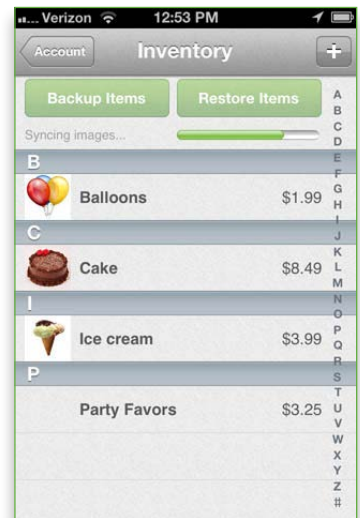 ... Verizon 12:53 PM
Account Inventory +
Backup Items Restore Items
Syncing images...
B
Balloons $1.99
C
Cake $8.49
I
Ice cream $3.99
P
Party Favors $3.25
A
B
C
D
E
F
G
H
I
J
K
L
M
N
O
P
Q
R
S
T
U
V
W
X
Y
Z
#